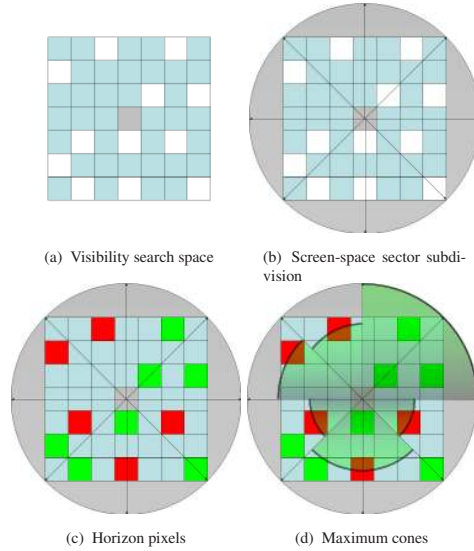 (a) Visibility search space
(b) Screen-space sector subdi-
vision
(c) Horizon pixels
(d) Maximum cones